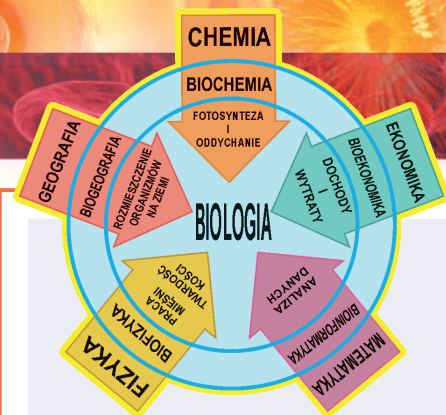 CHEMIA
BIOCHEMIA
FOTOSYNTEZA
I
ODDYCHANIE
GEOGRAFIA
BIOGEOGRAFIA
ROZMIESZCZENIE
ORGANIZMÓW
NA ZIEMI
EKONOMIKA
BIOEKONOMIKA
DOCHODY
I
WYTRATY
BIOLOGIA
FIZYKA
BIOFIZYKA
PRACA
MIĘŚNI
TWARDOŚĆ
KOŚCI
MATEMATYKA
BIOINFORMATYKA
ANALIZA
DANYCH